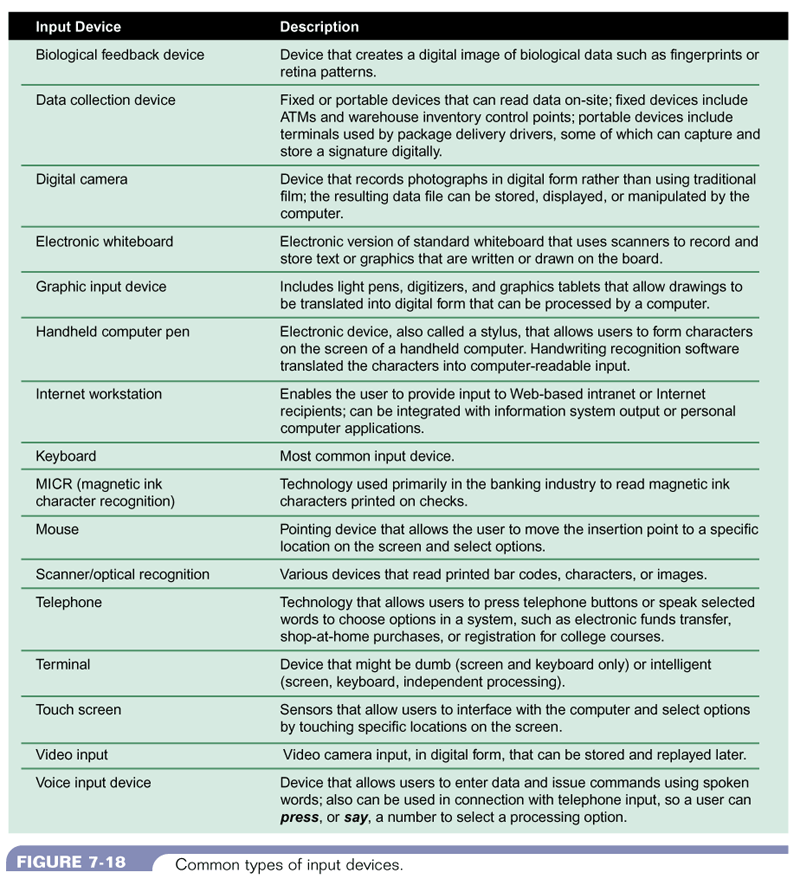 Input Device Description
Biological feedback device Device that creates a digital image of biological data such as fingerprints or
retina patterns.
Data collection device Fixed or portable devices that can read data on-site; fixed devices include
ATMs and warehouse inventory control points; portable devices include
terminals used by package delivery drivers, some of which can capture and
store a signature digitally.
Digital camera Device that records photographs in digital form rather than using traditional
film; the resulting data file can be stored, displayed, or manipulated by the
computer.
Electronic whiteboard Electronic version of standard whiteboard that uses scanners to record and
store text or graphics that are written or drawn on the board.
Graphic input device Includes light pens, digitizers, and graphics tablets that allow drawings to
be translated into digital form that can be processed by a computer.
Handheld computer pen Electronic device, also called a stylus, that allows users to form characters
on the screen of a handheld computer. Handwriting recognition software
translated the characters into computer-readable input.
Internet workstation Enables the user to provide input to Web-based intranet or Internet
recipients; can be integrated with information system output or personal
computer applications.
Keyboard Most common input device.
MICR (magnetic ink Technology used primarily in the banking industry to read magnetic ink
character recognition) characters printed on checks.
Mouse Pointing device that allows the user to move the insertion point to a specific
location on the screen and select options.
Scanner/optical recognition Various devices that read printed bar codes, characters, or images.
Telephone Technology that allows users to press telephone buttons or speak selected
words to choose options in a system, such as electronic funds transfer,
shop-at-home purchases, or registration for college courses.
Terminal Device that might be dumb (screen and keyboard only) or intelligent
(screen, keyboard, independent processing).
Touch screen Sensors that allow users to interface with the computer and select options
by touching specific locations on the screen.
Video input Video camera input, in digital form, that can be stored and replayed later.
Voice input device Device that allows users to enter data and issue commands using spoken
words; also can be used in connection with telephone input, so a user can
press, or say, a number to select a processing option.
FIGURE 7-18 Common types of input devices.